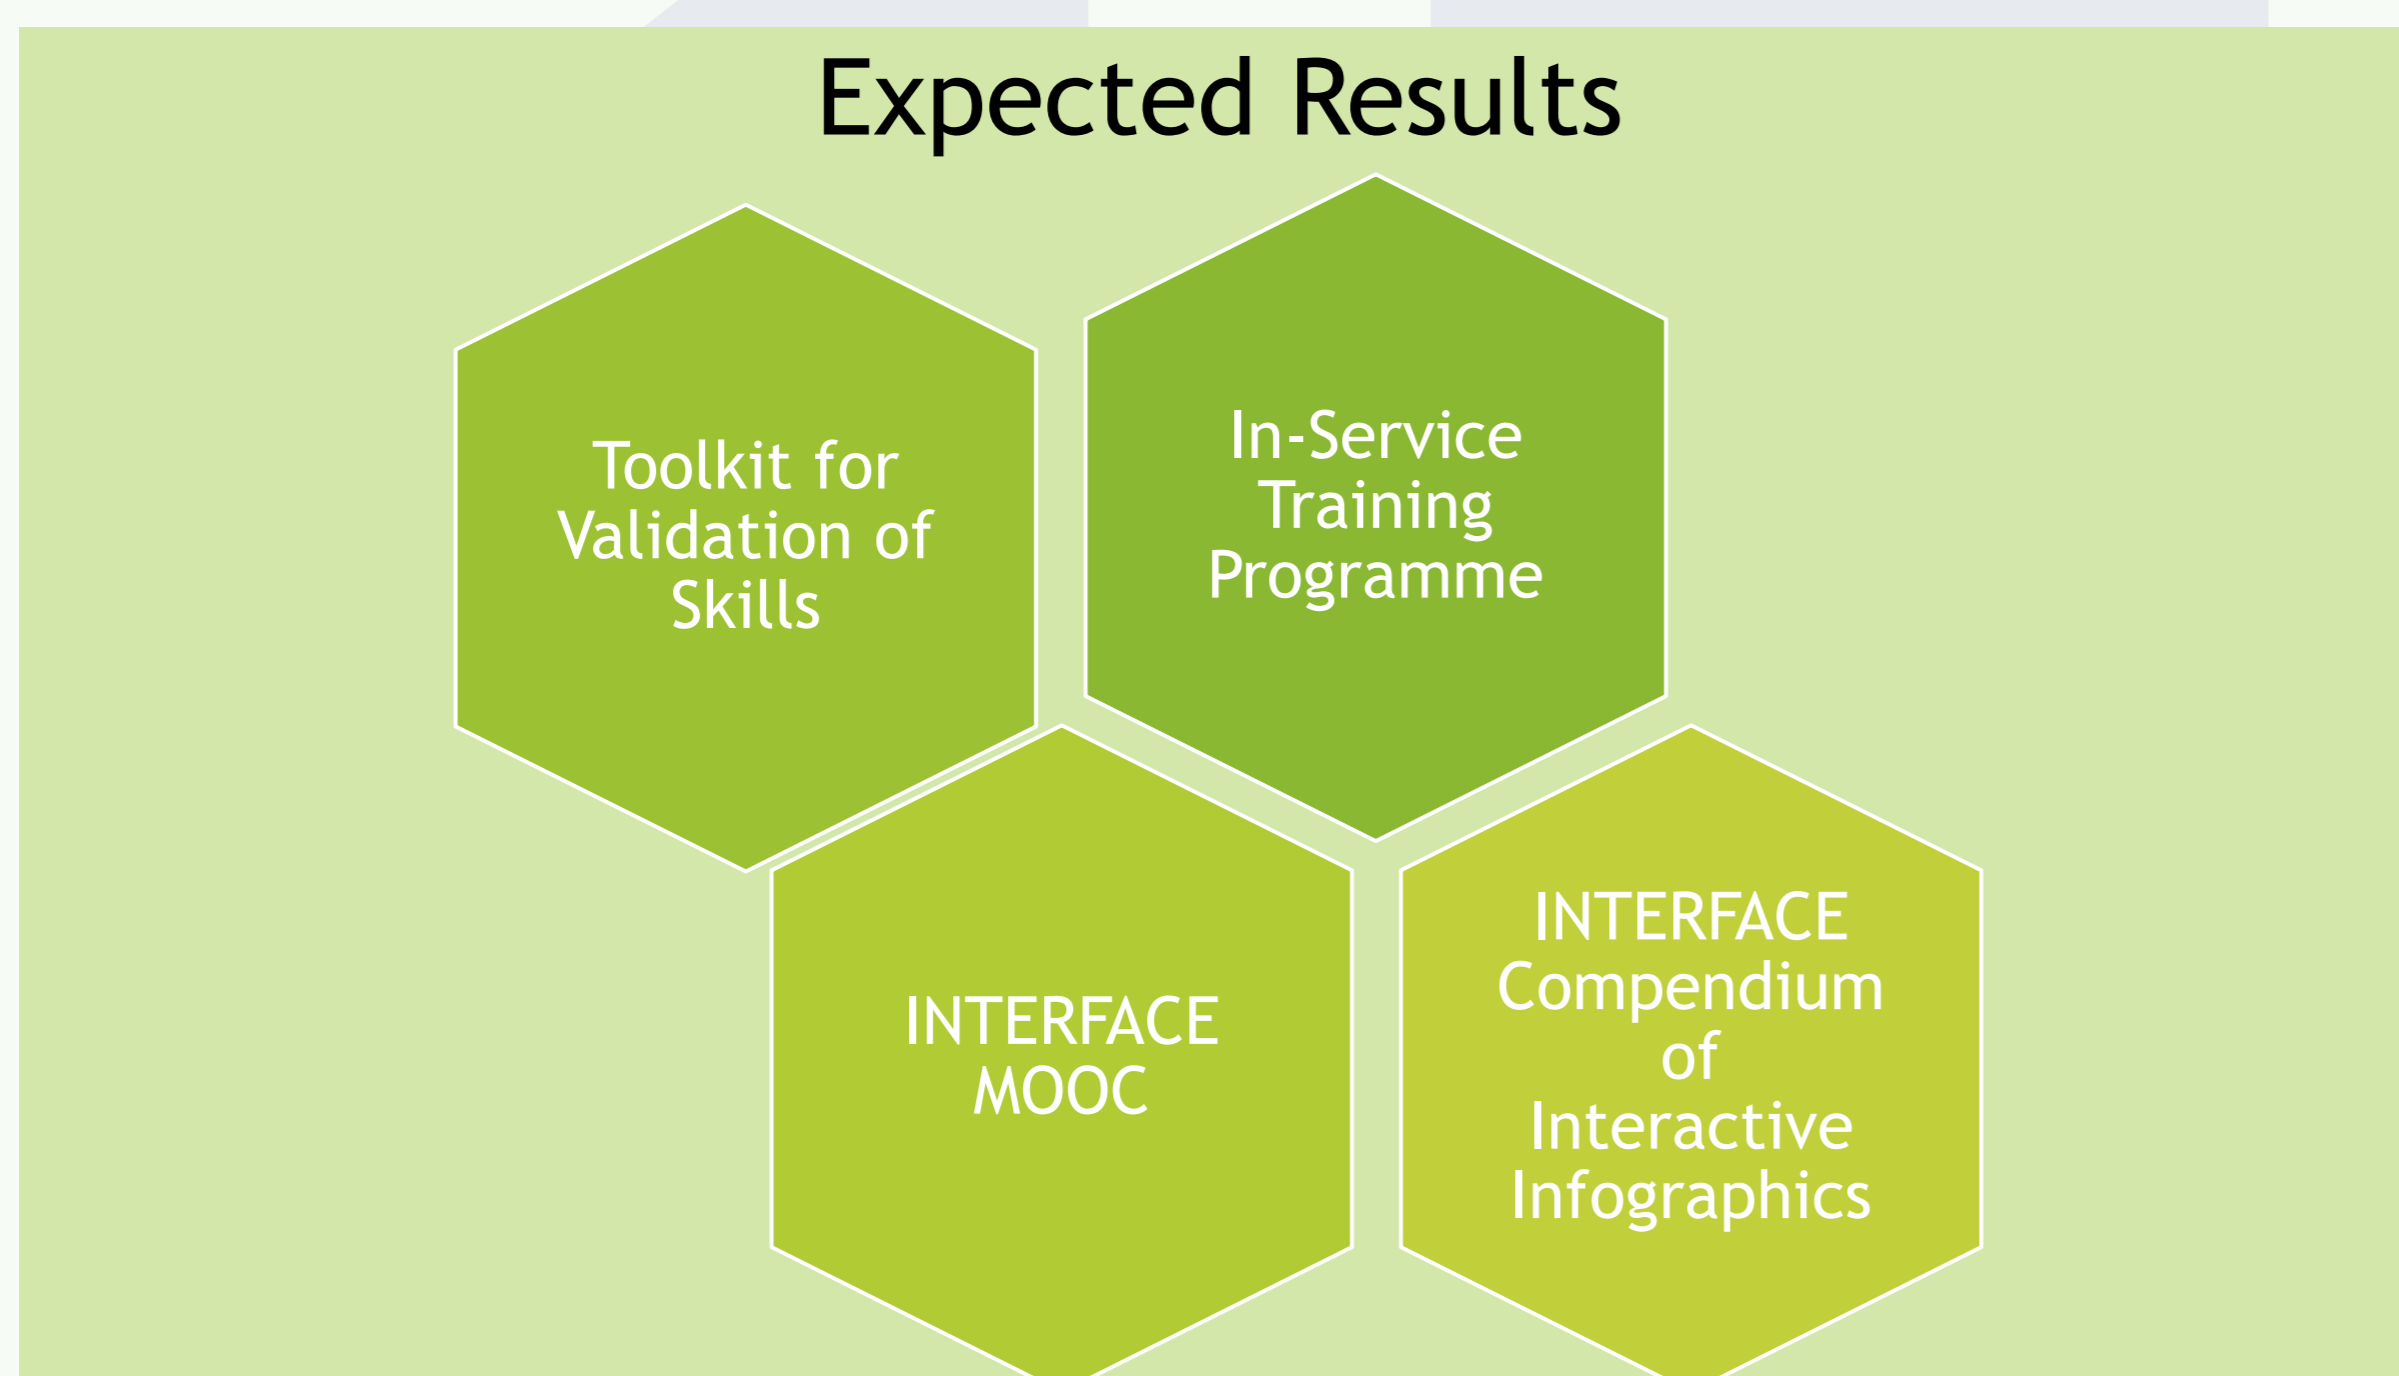 Expected Results
Toolkit for
Validation of
Skills
In-Service
Training
Programme
INTERFACE
MOOC
INTERFACE
Compendium
of
Interactive
Infographics